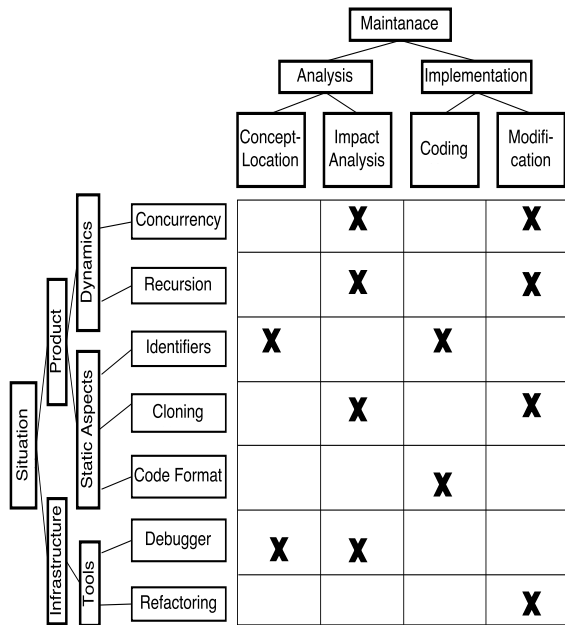 Maintanace
Analysis
Implementation
Concept-
Location
Impact
Analysis
Coding
Modifi-
cation
Situation
Product
Infrastructure
Dynamics
Static Aspects
Tools
Concurrency
X
X
Recursion
X
X
Identifiers
X
X
Cloning
X
X
Code Format
X
Debugger
X
X
Refactoring
X